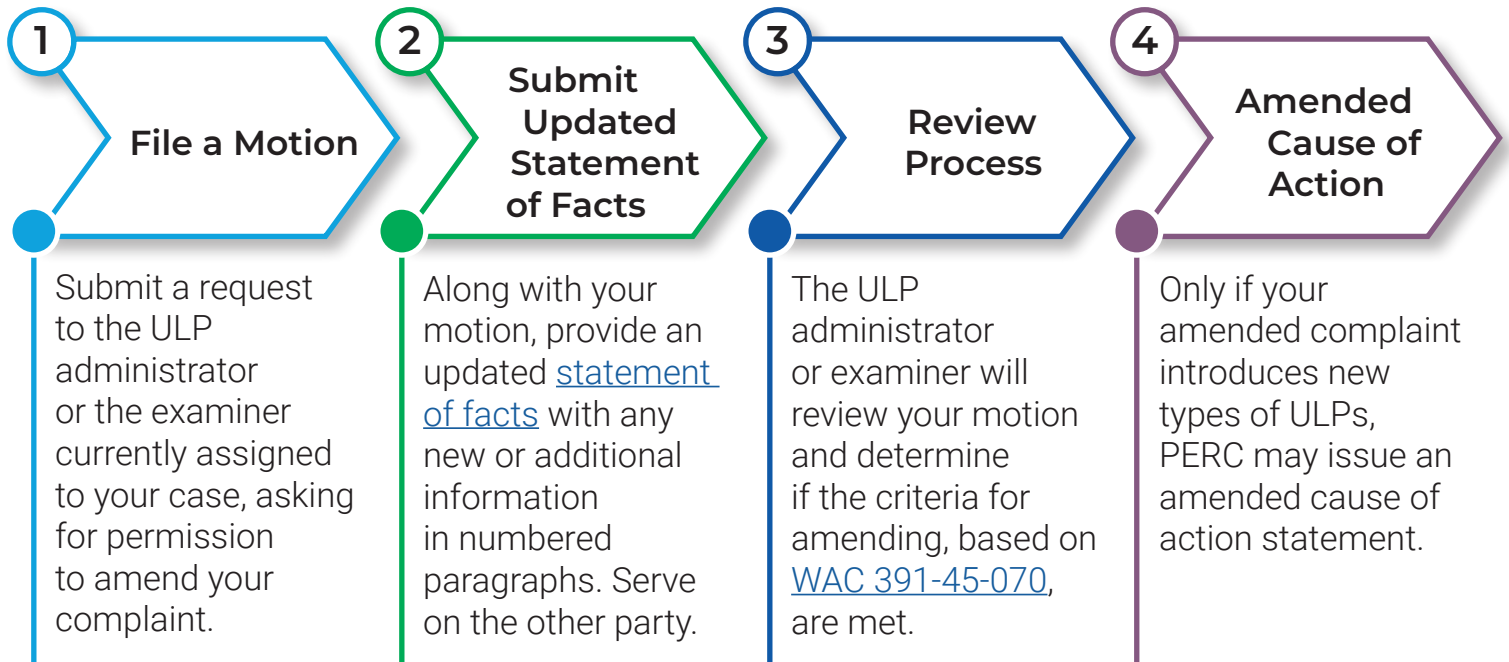 1
File a Motion
Submit a request
to the ULP
administrator
or the examiner
currently assigned
to your case, asking
for permission
to amend your
complaint.
2
Submit
Updated
Statement
of Facts
Along with your
motion, provide an
updated statement
of facts with any
new or additional
information
in numbered
paragraphs. Serve
on the other party.
3
Review
Process
The ULP
administrator
or examiner will
review your motion
and determine
if the criteria for
amending, based on
WAC 391-45-070,
are met.
4
Amended
Cause of
Action
Only if your
amended complaint
introduces new
types of ULPs,
PERC may issue an
amended cause of
action statement.